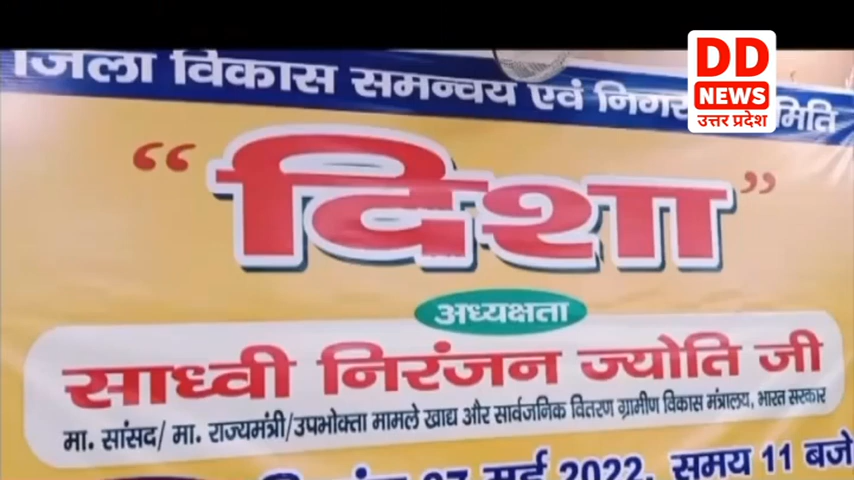 DD
NEWS
उत्तर प्रदेश
जिला विकास समन्वय एवं
“दिशा”
अध्यक्षता
साध्वी निरंजन ज्योति जी
मा. सांसद/ मा. राज्यमंत्री/उपभोक्ता मामले खाद्य और सार्वजनिक वितरण ग्रामीण विकास मंत्रालय, भारत सरकार
मई 2022, समय 11 बजे